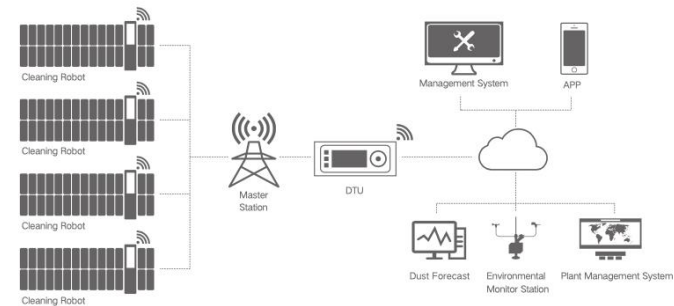 Cleaning Robot
Cleaning Robot
Cleaning Robot
Cleaning Robot
Master
Station
DTU
Management System
APP
Dust Forecast
Environmental
Monitor Station
Plant Management System